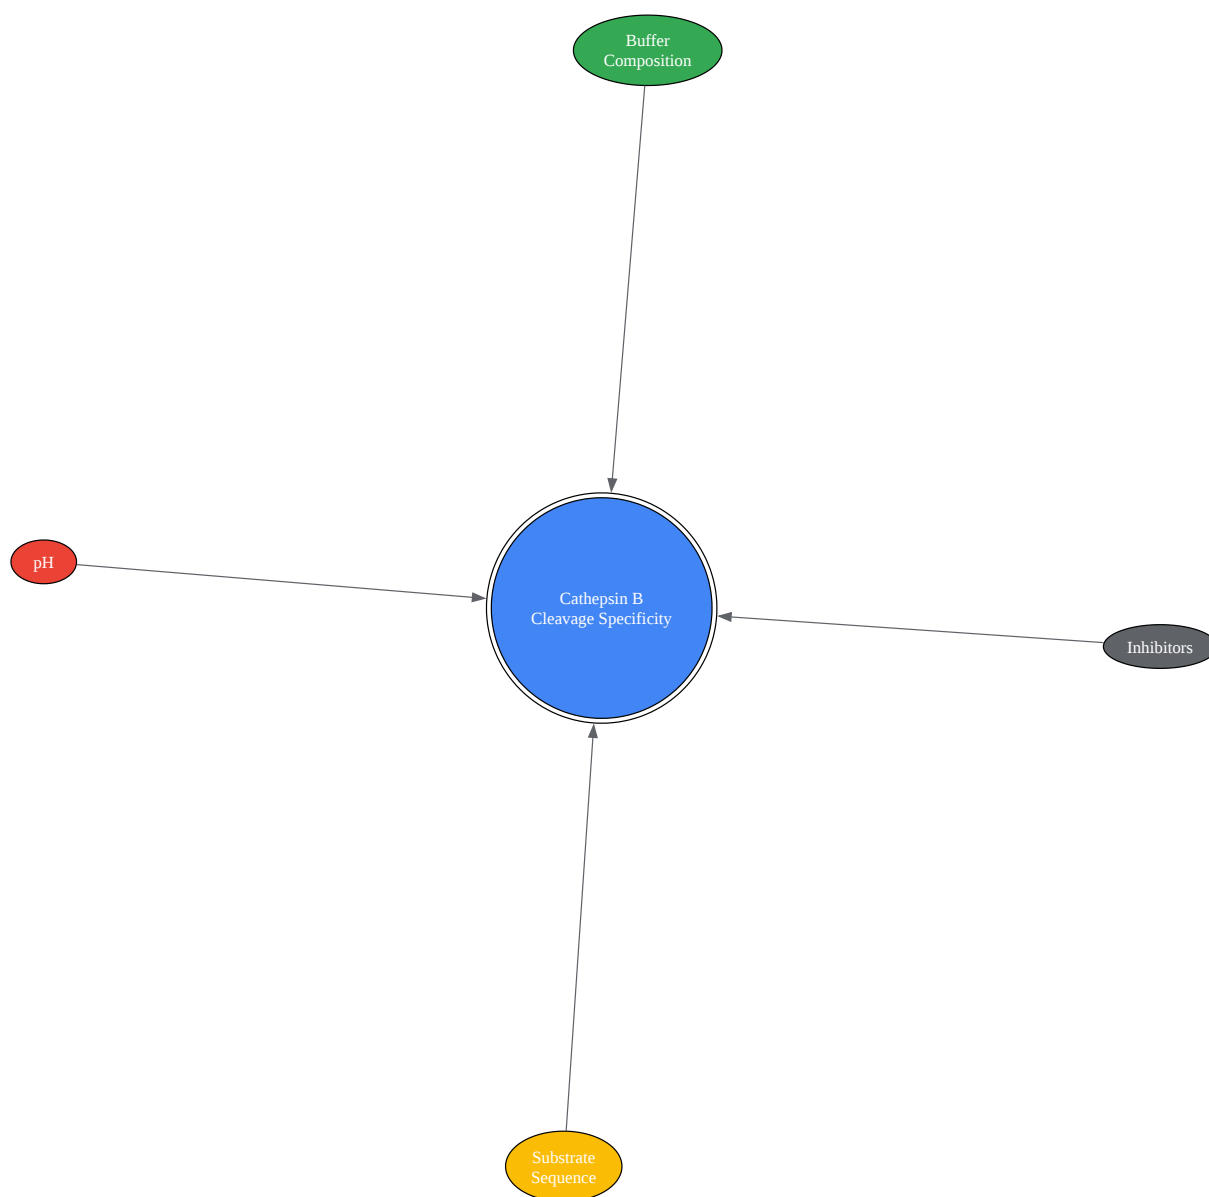 Buffer
Composition
pH
Cathepsin B
Cleavage Specificity
Inhibitors
Substrate
Sequence